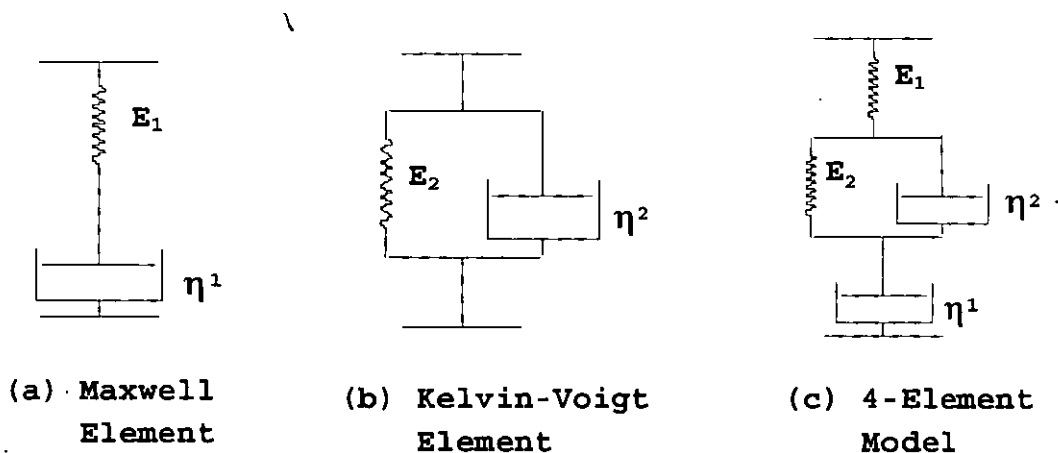 E₁
η¹
(a) Maxwell
Element
E₂
η²
(b) Kelvin-Voigt
Element
E₁
E₂
η²
η¹
(c) 4-Element
Model